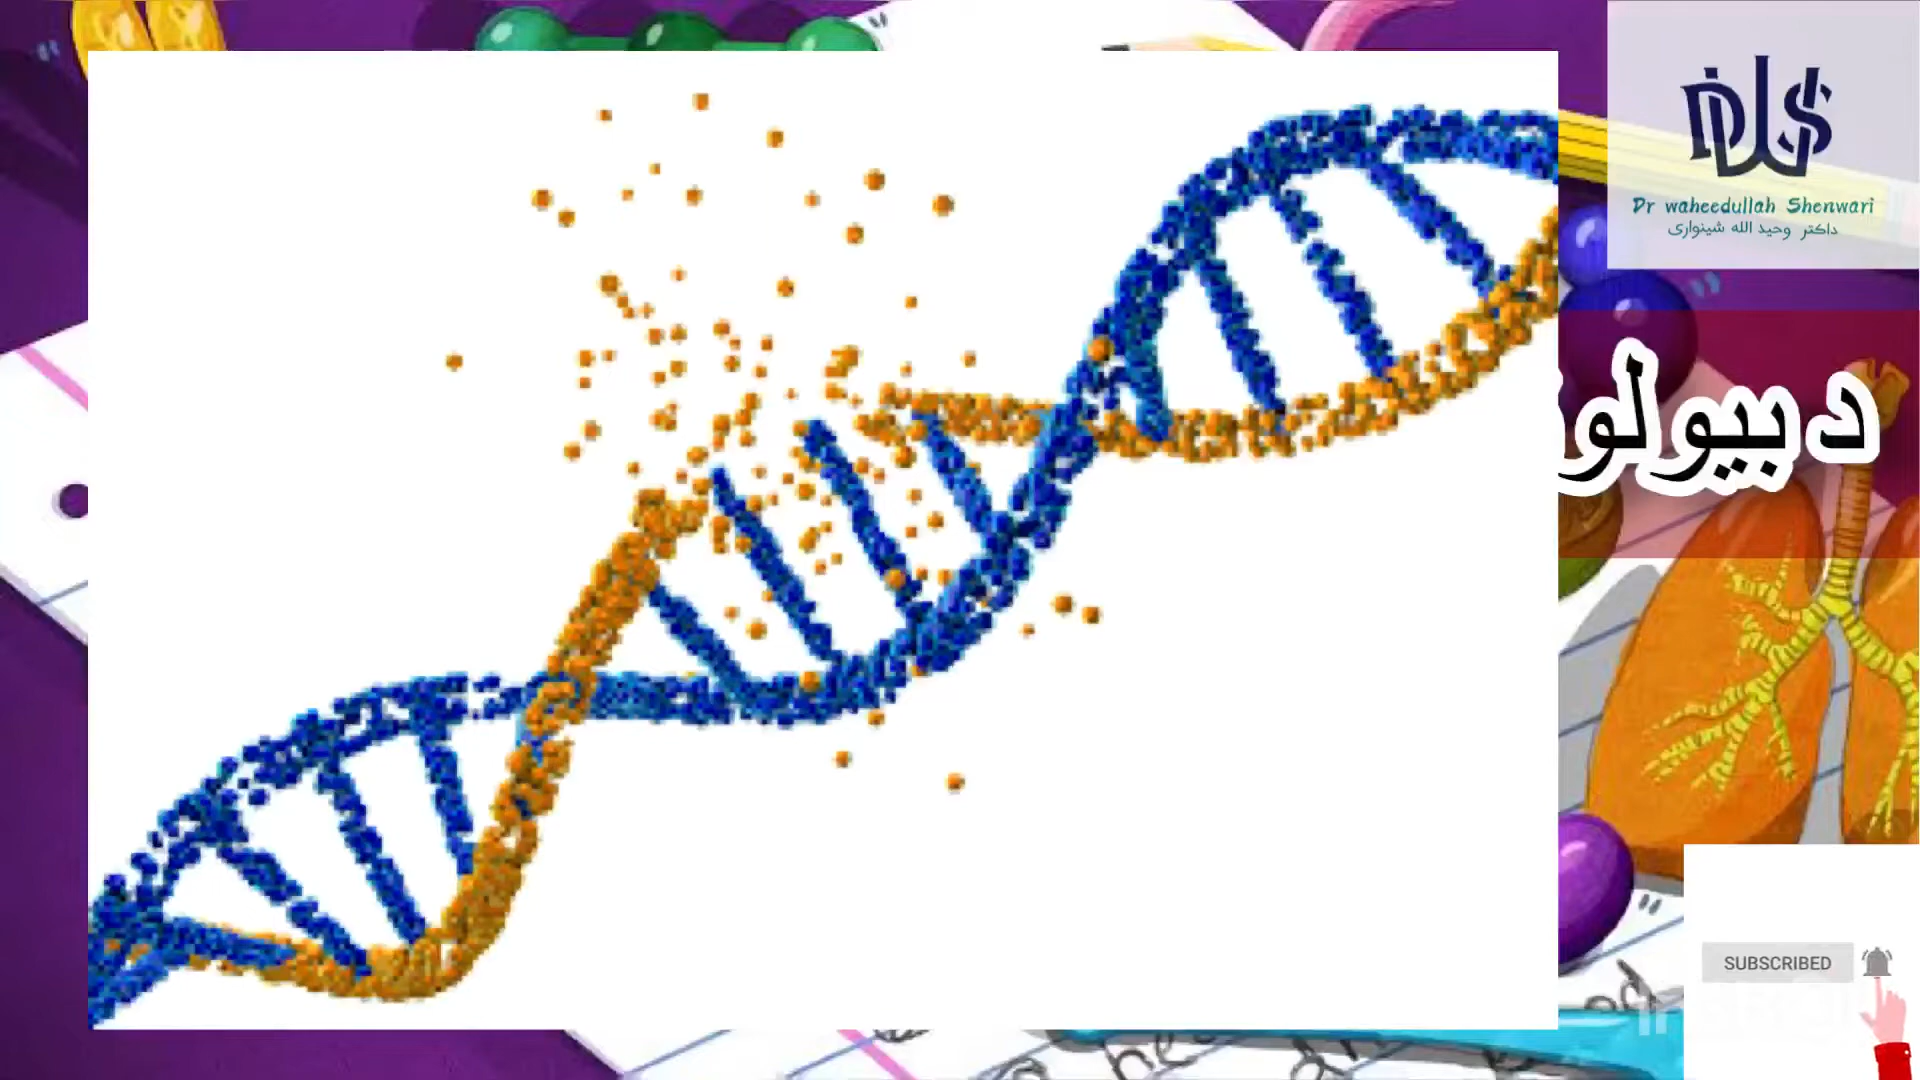 Dr waheedullah Shenwari
داکتر وحید الله شینواری
د بیولو
SUBSCRIBED